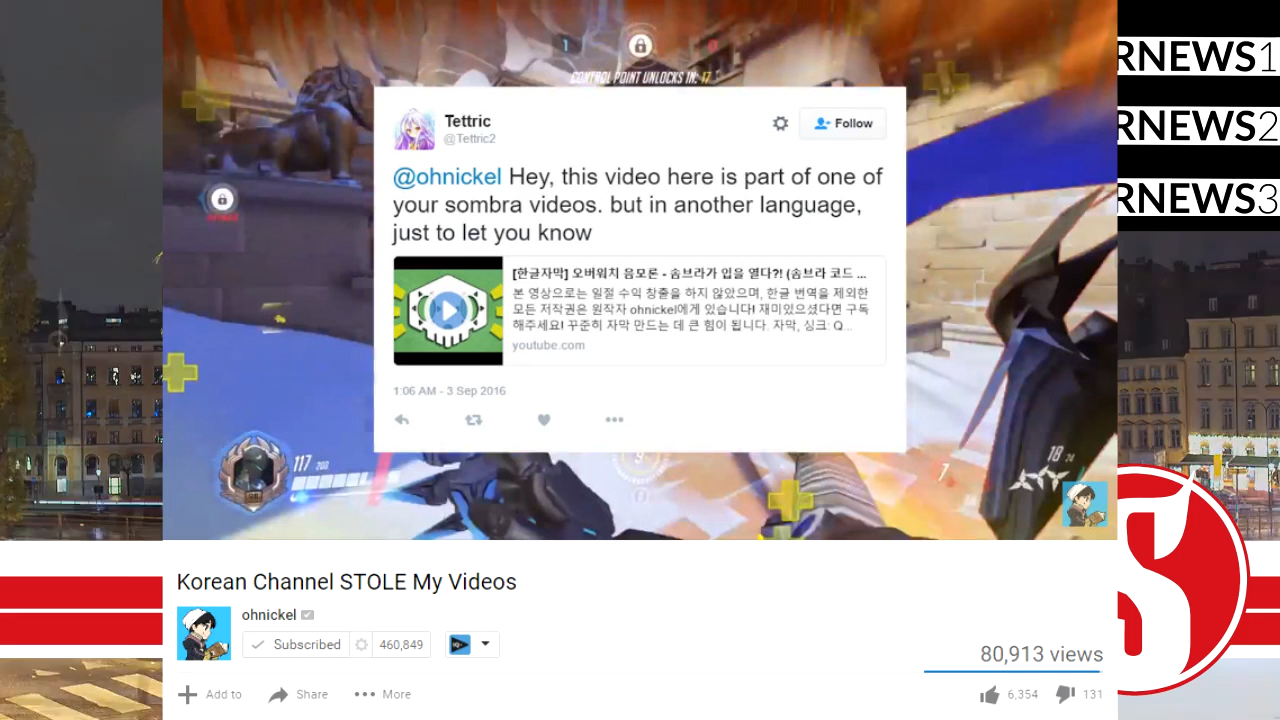 RNEWS1
RNEWS2
RNEWS3
1
CONTROL POINT UNLOCKS IN: 17
Tettric
@Tettric2
Follow
@ohnickel Hey, this video here is part of one of
your sombra videos. but in another language,
just to let you know
[한글자막] 오버워치 음모론 - 솜브라가 입을 열다?! (솜브라 코드 ...
본 영상으로는 일절 수익 창출을 하지 않았으며, 한글 번역을 제외한
모든 저작권은 원작자 ohnickel에게 있습니다! 재미있으셨다면 구독
해주세요! 꾸준히 자막 만드는 데 큰 힘이 됩니다. 자막, 싱크: Q...
youtube.com
1:06 AM - 3 Sep 2016
117 200
9
7
18 24
Korean Channel STOLE My Videos
ohnickel
Subscribed 460,849
80,913 views
Add to Share More
6,354 131
S